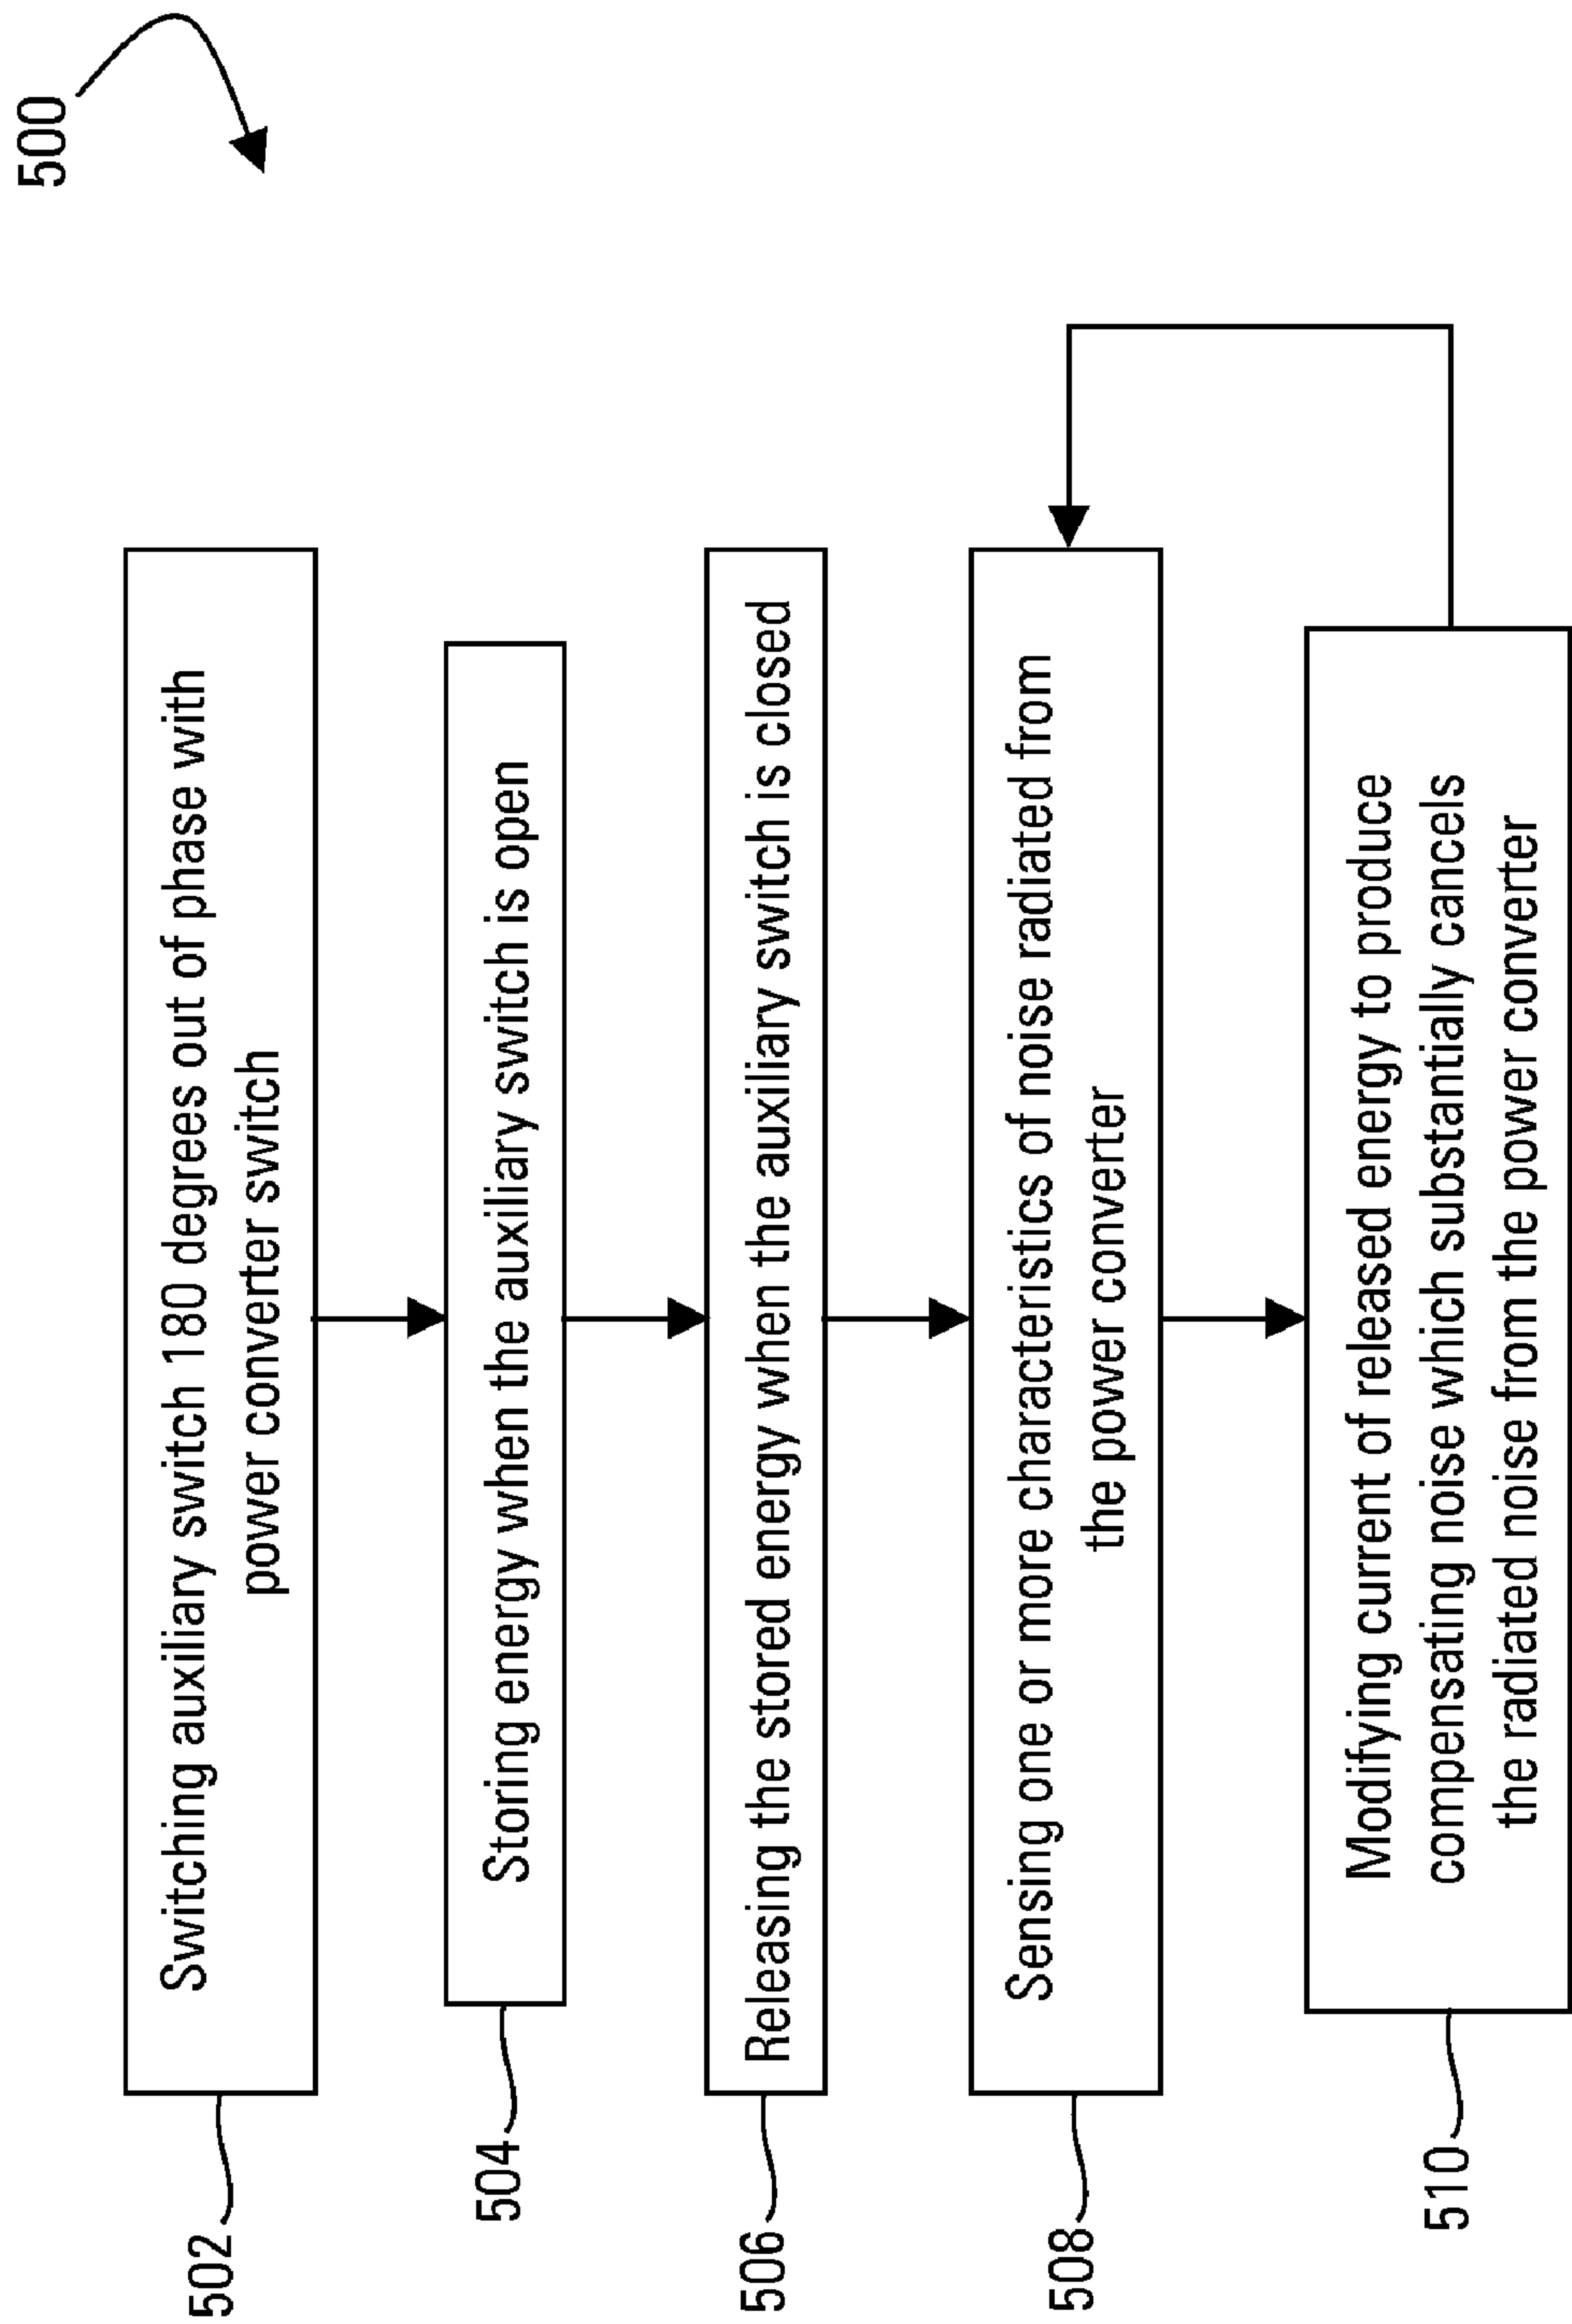 500
502
Switching auxiliary switch 180 degrees out of phase with
power converter switch
504
Storing energy when the auxiliary switch is open
506
Releasing the stored energy when the auxiliary switch is closed
508
Sensing one or more characteristics of noise radiated from
the power converter
510
Modifying current of released energy to produce
compensating noise which substantially cancels
the radiated noise from the power converter